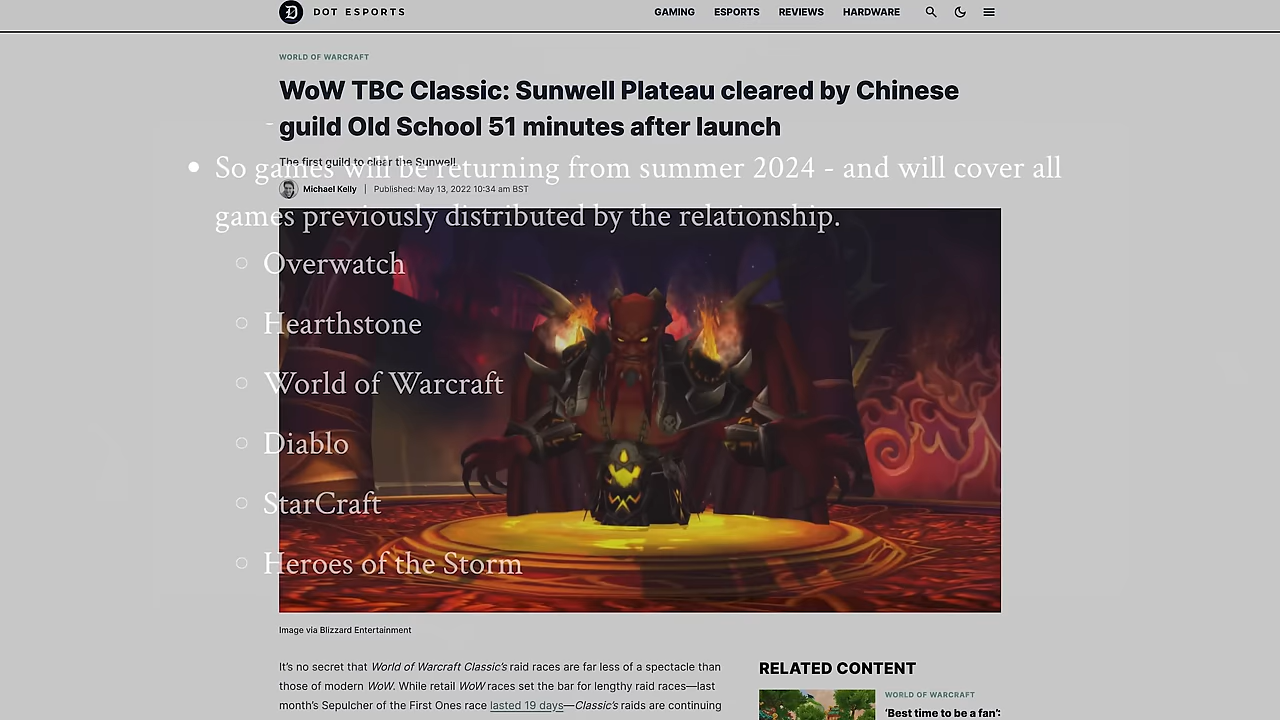 DOT ESPORTS
GAMING ESPORTS REVIEWS HARDWARE
WORLD OF WARCRAFT
WoW TBC Classic: Sunwell Plateau cleared by Chinese
guild Old School 51 minutes after launch
The first guild to clear the Sunwell.
Michael Kelly | Published: May 13, 2022 10:34 am BST
• So games will be returning from summer 2024 - and will cover all
games previously distributed by the relationship.
○ Overwatch
○ Hearthstone
○ World of Warcraft
○ Diablo
○ StarCraft
○ Heroes of the Storm
Image via Blizzard Entertainment
It's no secret that World of Warcraft Classic's raid races are far less of a spectacle than
those of modern WoW. While retail WoW races set the bar for lengthy raid races—last
month's Sepulcher of the First Ones race lasted 19 days—Classic's raids are continuing
RELATED CONTENT
WORLD OF WARCRAFT
'Best time to be a fan':